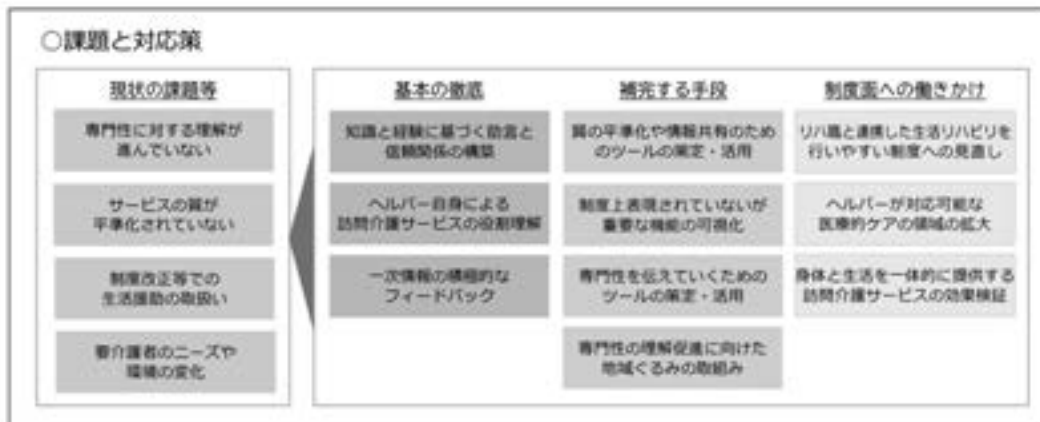 ○課題と対応策
現状の課題等
専門性に対する理解が
進んでいない
サービスの質が
平準化されていない
制度改正等での
生活援助の取扱い
要介護者のニーズや
環境の変化
基本の徹底
知識と経験に基づく助言と
信頼関係の構築
ヘルパー自身による
訪問介護サービスの役割理解
一次情報の積極的な
フィードバック
補完する手段
質の平準化や情報共有のため
のツールの策定・活用
制度上表現されていないが
重要な機能の可視化
専門性を伝えていくための
ツールの策定・活用
専門性の理解促進に向けた
地域ぐるみの取組み
制度面への働きかけ
リハ職と連携した生活リハビリを
行いやすい制度への見直し
ヘルパーが対応可能な
医療的ケアの領域の拡大
身体と生活を一体的に提供する
訪問介護サービスの効果検証